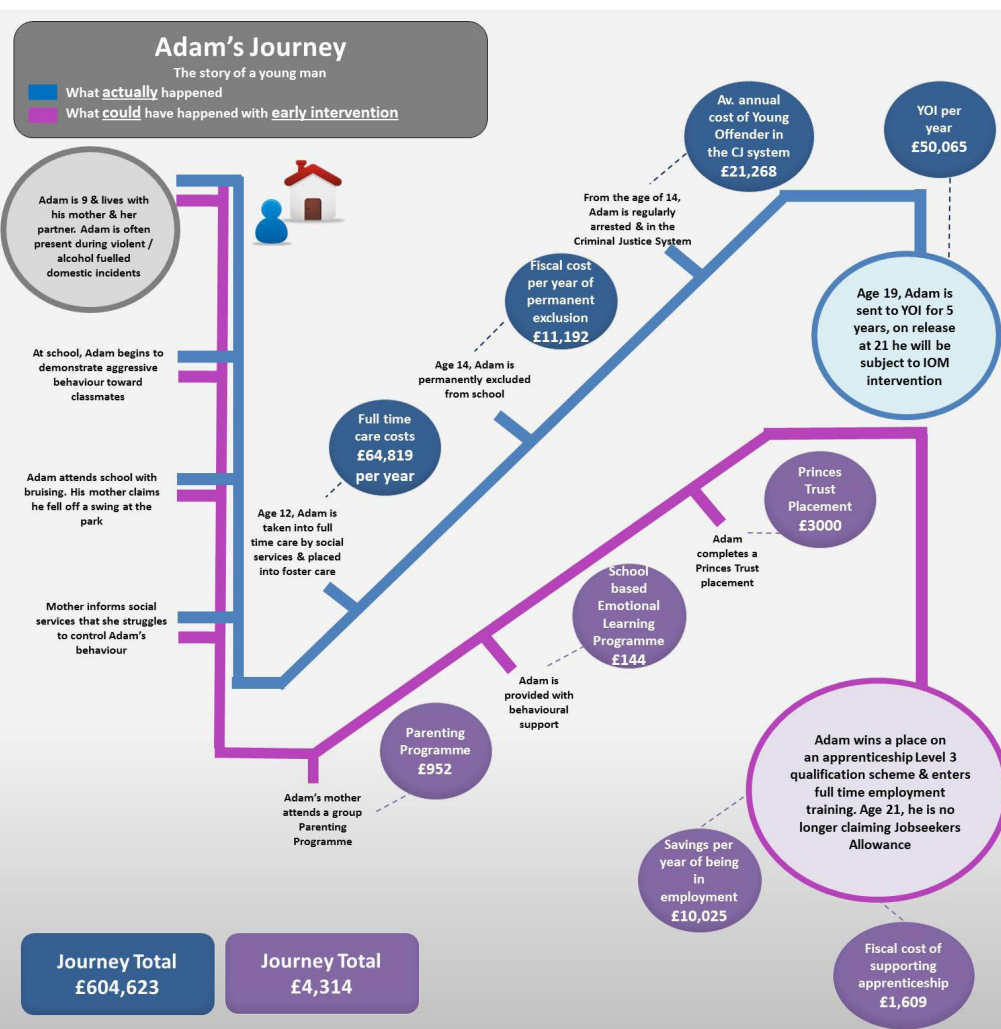 Adam's Journey
The story of a young man
What actually happened
What could have happened with early intervention
Adam is 9 & lives with
his mother & her
partner. Adam is often
present during violent /
alcohol fuelled
domestic incidents
At school, Adam begins to
demonstrate aggressive
behaviour toward
classmates
Adam attends school with
bruising. His mother claims
he fell off a swing at the
park
Mother informs social
services that she struggles
to control Adam's
behaviour
Full time
care costs
£64,819
per year
Age 12, Adam is
taken into full
time care by social
services & placed
into foster care
Fiscal cost
per year of
permanent
exclusion
£11,192
Age 14, Adam is
permanently excluded
from school
Av. annual
cost of Young
Offender in
the CJ system
£21,268
From the age of 14,
Adam is regularly
arrested & in the
Criminal Justice System
YOI per
year
£50,065
Age 19, Adam is
sent to YOI for 5
years, on release
at 21 he will be
subject to IOM
intervention
Adam's mother
attends a group
Parenting
Programme
Parenting
Programme
£952
Adam is
provided with
behavioural
support
School
based
Emotional
Learning
Programme
£144
Adam
completes a
Princes Trust
placement
Princes
Trust
Placement
£3000
Adam wins a place on
an apprenticeship Level 3
qualification scheme & enters
full time employment
training. Age 21, he is no
longer claiming Jobseekers
Allowance
Savings per
year of being
in
employment
£10,025
Fiscal cost of
supporting
apprenticeship
£1,609
Journey Total
£604,623
Journey Total
£4,314